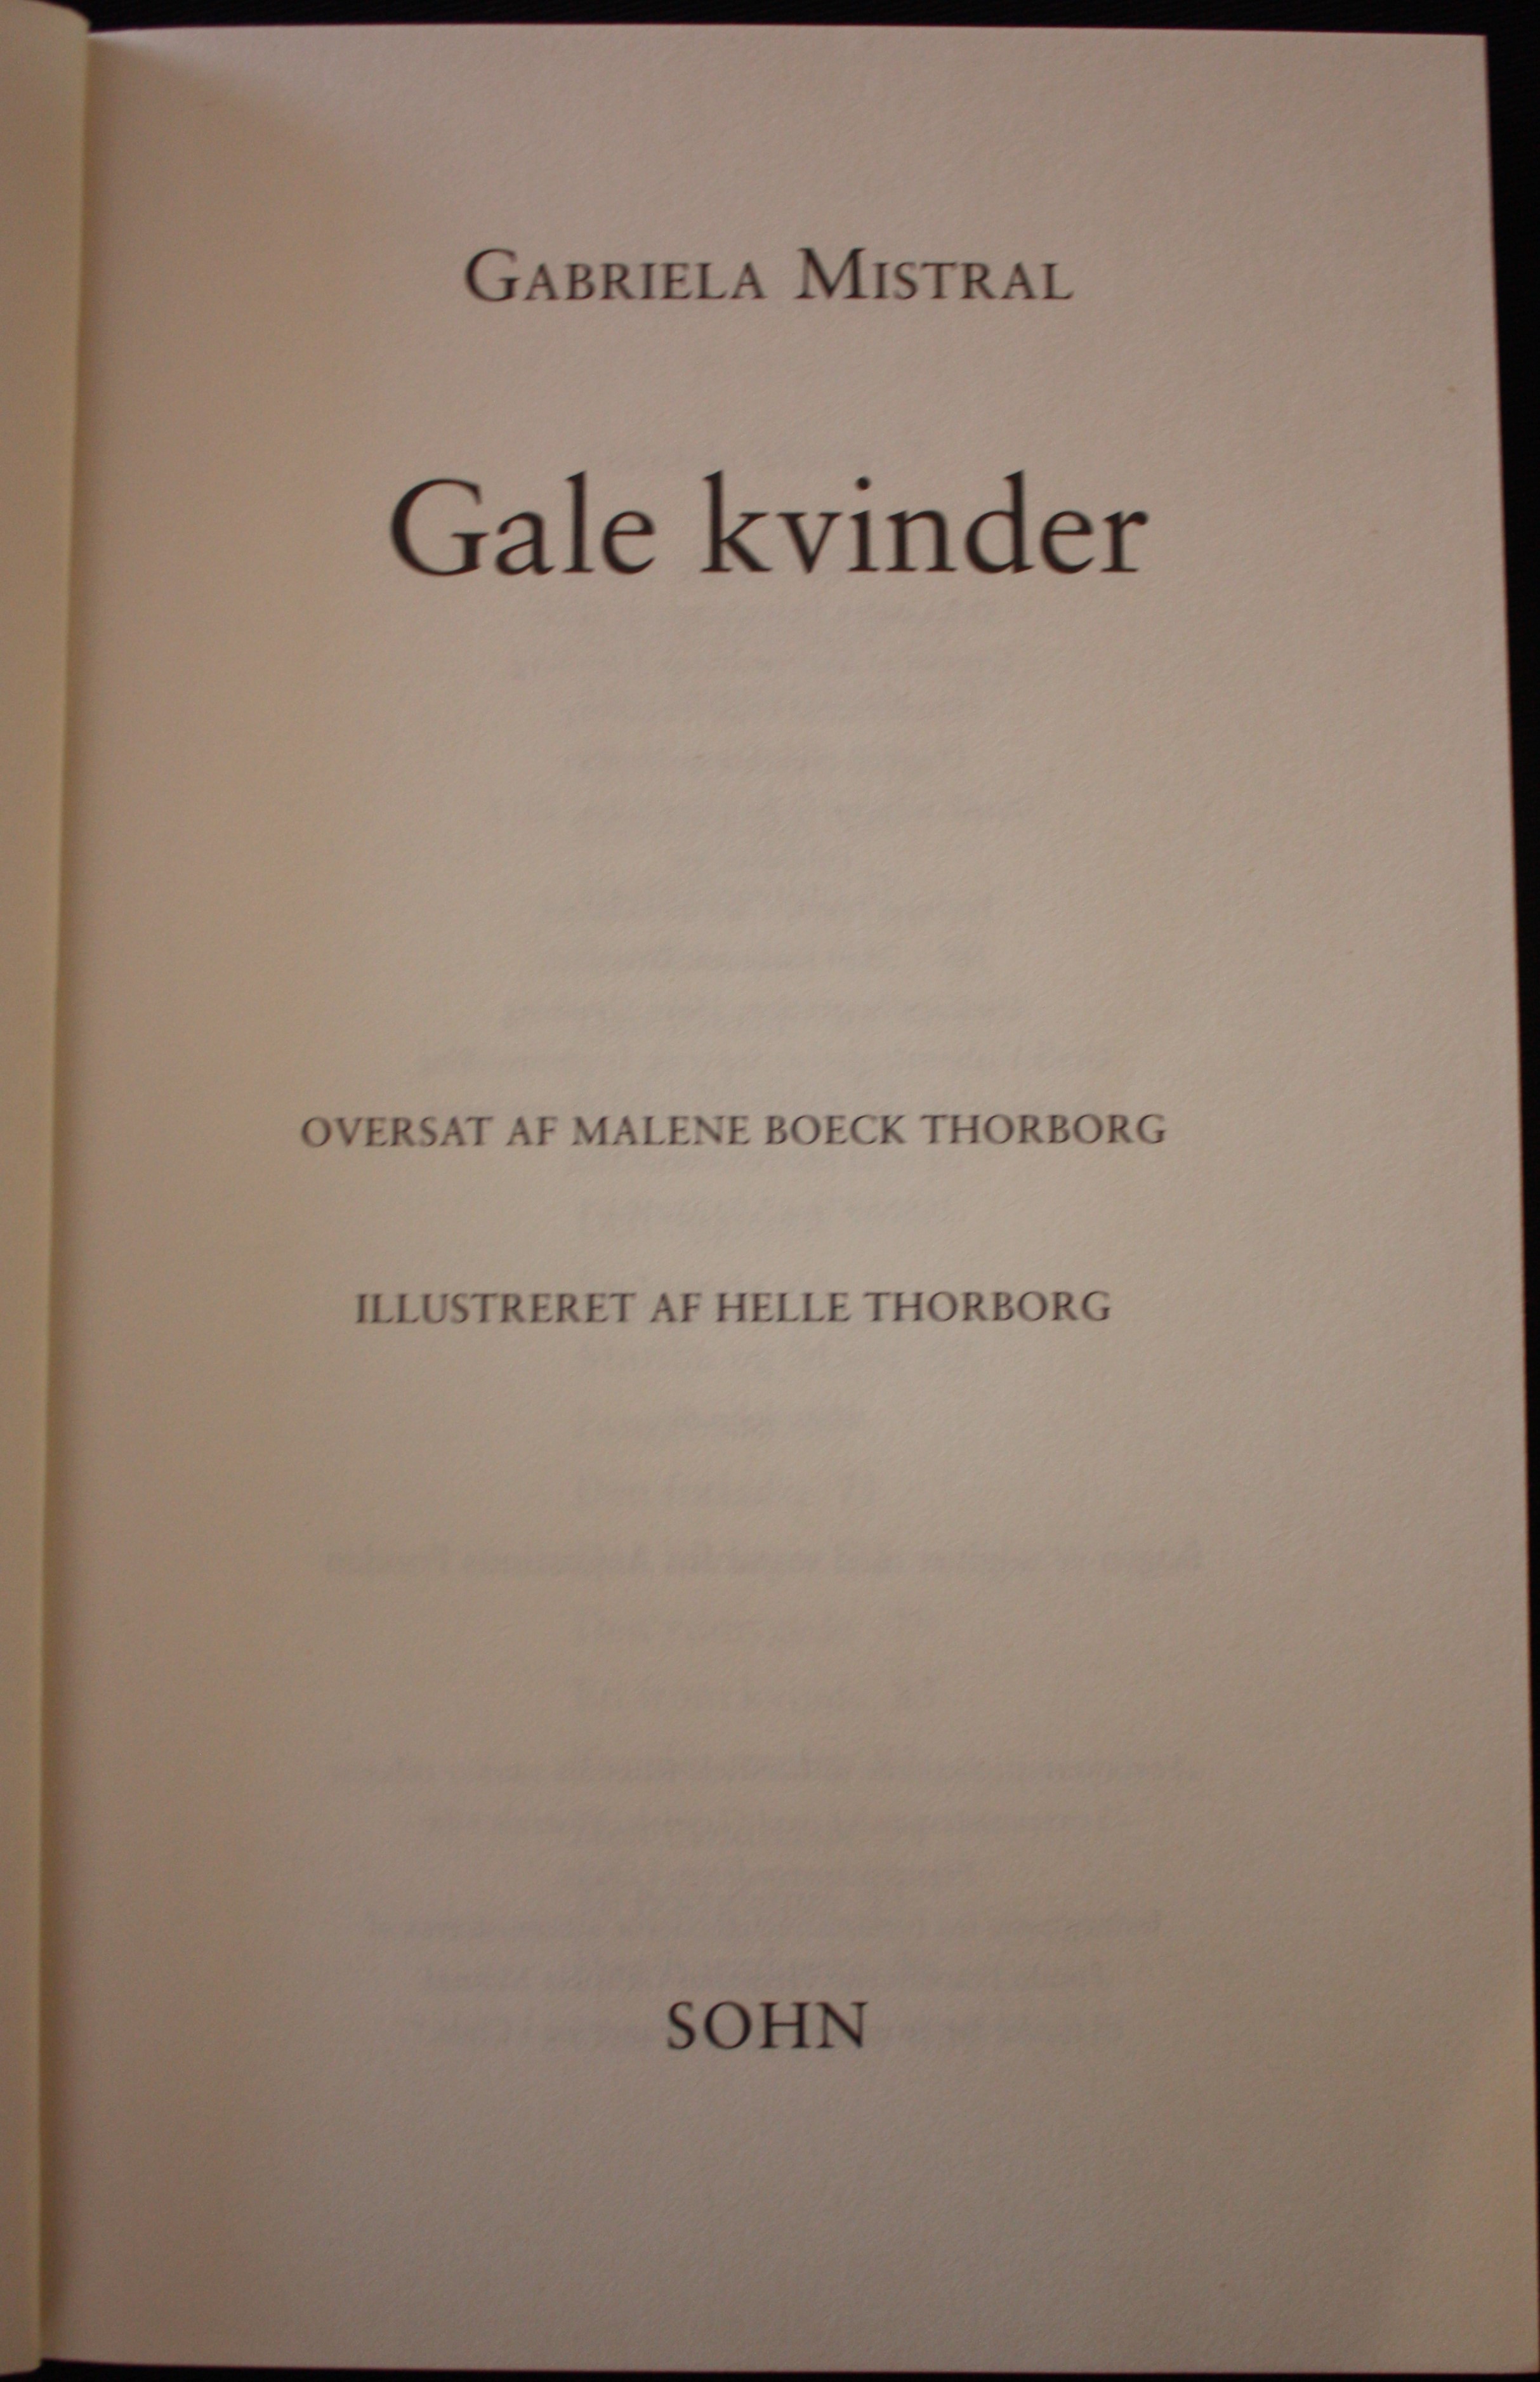 GABRIELA MISTRAL
Gale kvinder
OVERSAT AF MALENE BOECK THORBORG
ILLUSTRERET AF HELLE THORBORG
SOHN